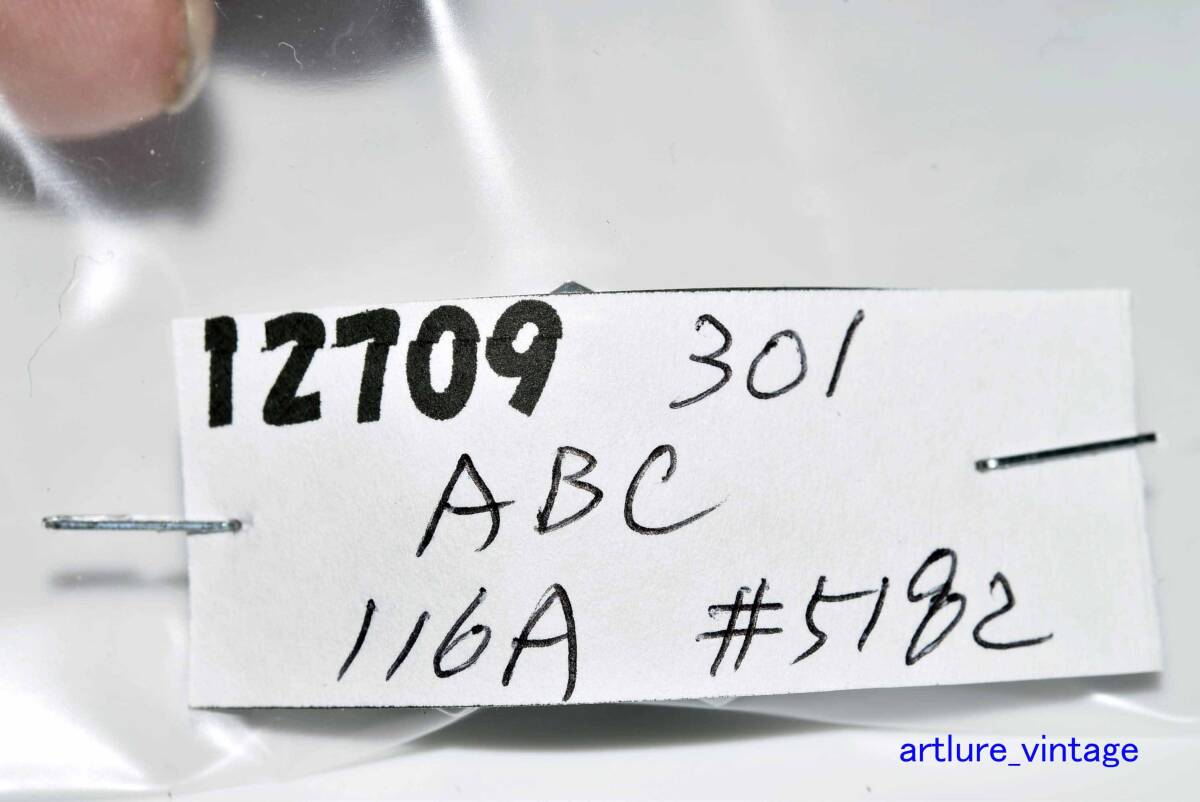 12709 301
ABC
116A #5182
artlure_vintage